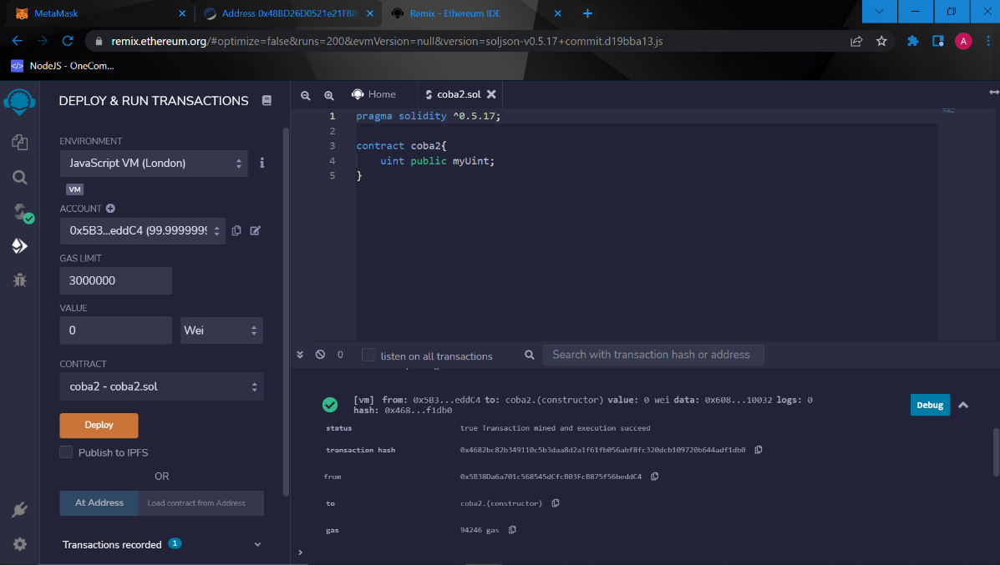 MetaMask
Address 0x48BD26D0521e21F88
Remix - Ethereum IDE
remix.ethereum.org/#optimize=false&runs=200&evmVersion=null&version=soljson-v0.5.17+commit.d19bba13.js
A
</> NodeJS - OneCom...
DEPLOY & RUN TRANSACTIONS
ENVIRONMENT
JavaScript VM (London)
VM
ACCOUNT
0x5B3...eddC4 (99.9999999
GAS LIMIT
3000000
VALUE
0
Wei
CONTRACT
coba2 - coba2.sol
Deploy
Publish to IPFS
OR
At Address
Load contract from Address
Transactions recorded 1
Home
coba2.sol
1 pragma solidity ^0.5.17;
2
3 contract coba2{
4 uint public myUint;
5 }
0
listen on all transactions
Search with transaction hash or address
[vm] from: 0x5B3...eddC4 to: coba2.(constructor) value: 0 wei data: 0x608...10032 logs: 0
hash: 0x468...f1db0
Debug
status true Transaction mined and execution succeed
transaction hash 0x4682bc82b349110c5b3daa8d2a1f61fb056abf8fc320dcb109720b644adf1db0
from 0x5B38Da6a701c568545dCfcB03FcB875f56beddC4
to coba2.(constructor)
gas 94246 gas
>